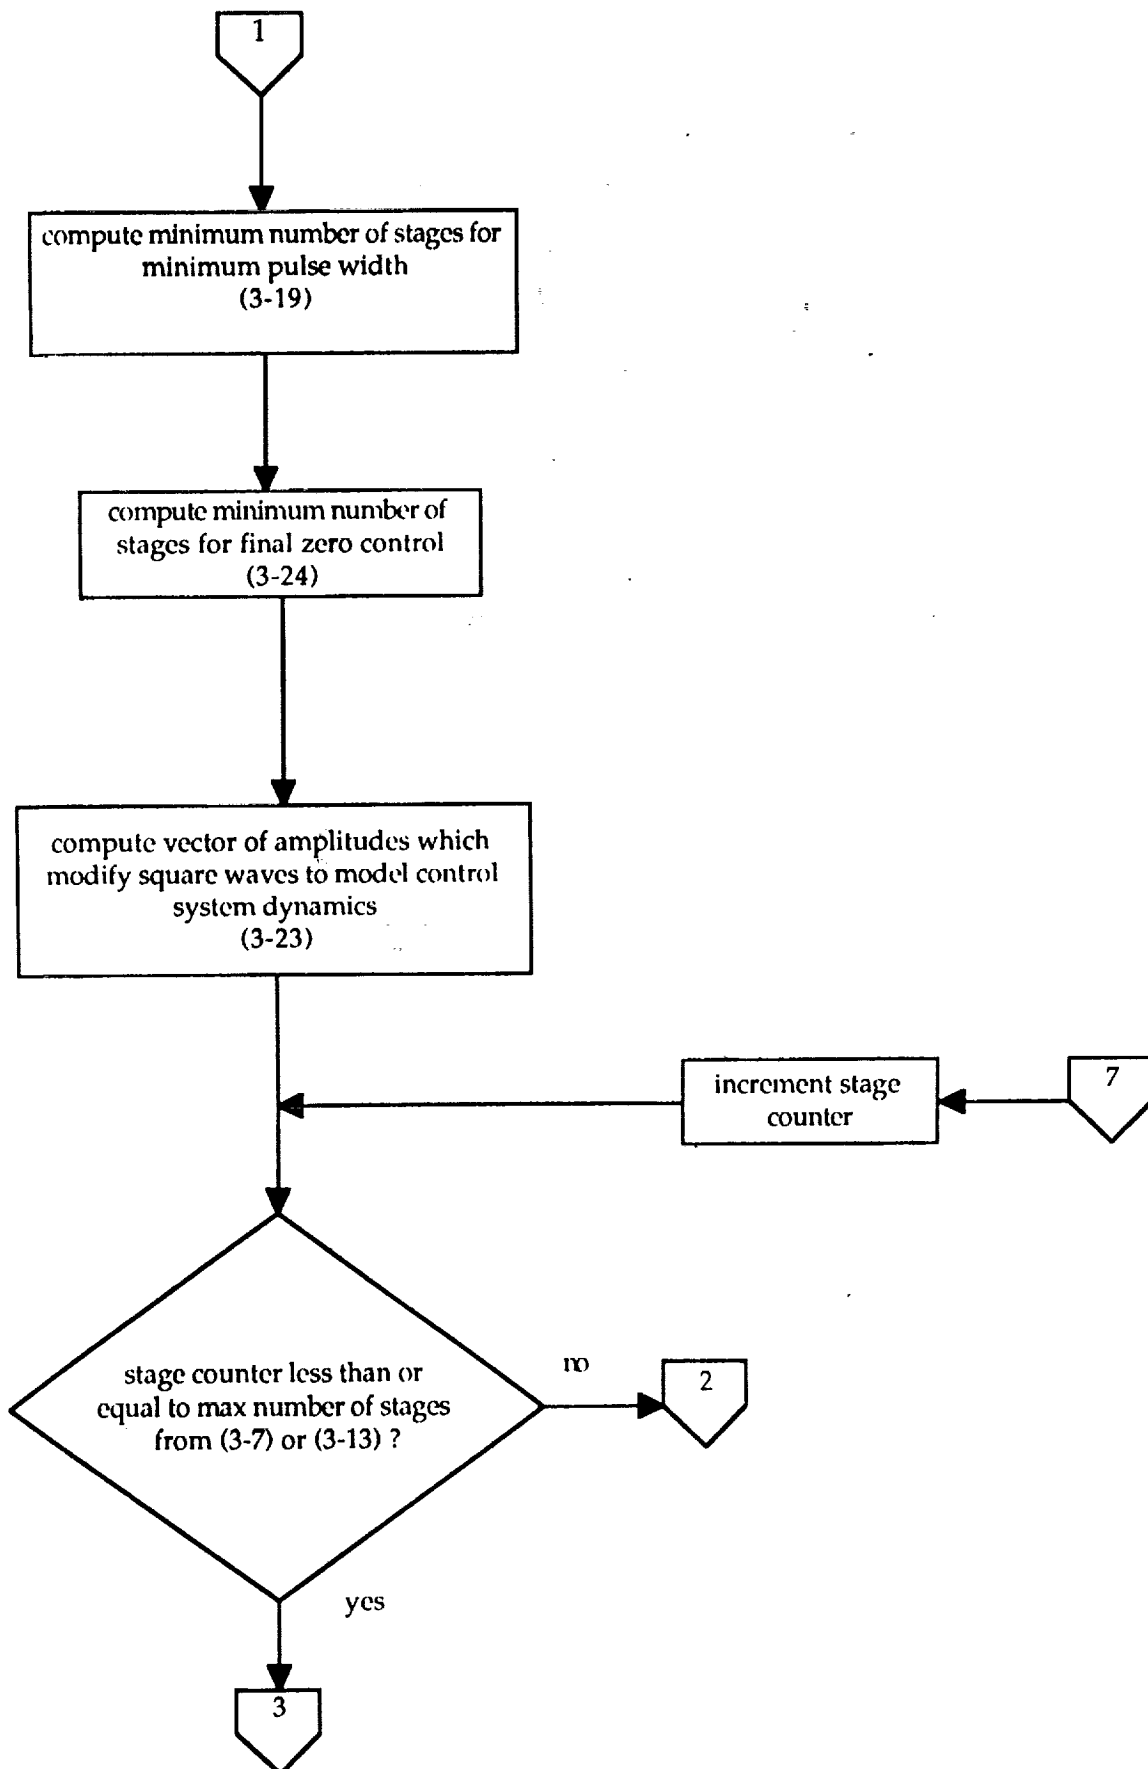 1
compute minimum number of stages for
minimum pulse width
(3-19)
compute minimum number of
stages for final zero control
(3-24)
compute vector of amplitudes which
modify square waves to model control
system dynamics
(3-23)
increment stage
counter
7
stage counter less than or
equal to max number of stages
from (3-7) or (3-13) ?
no
2
yes
3